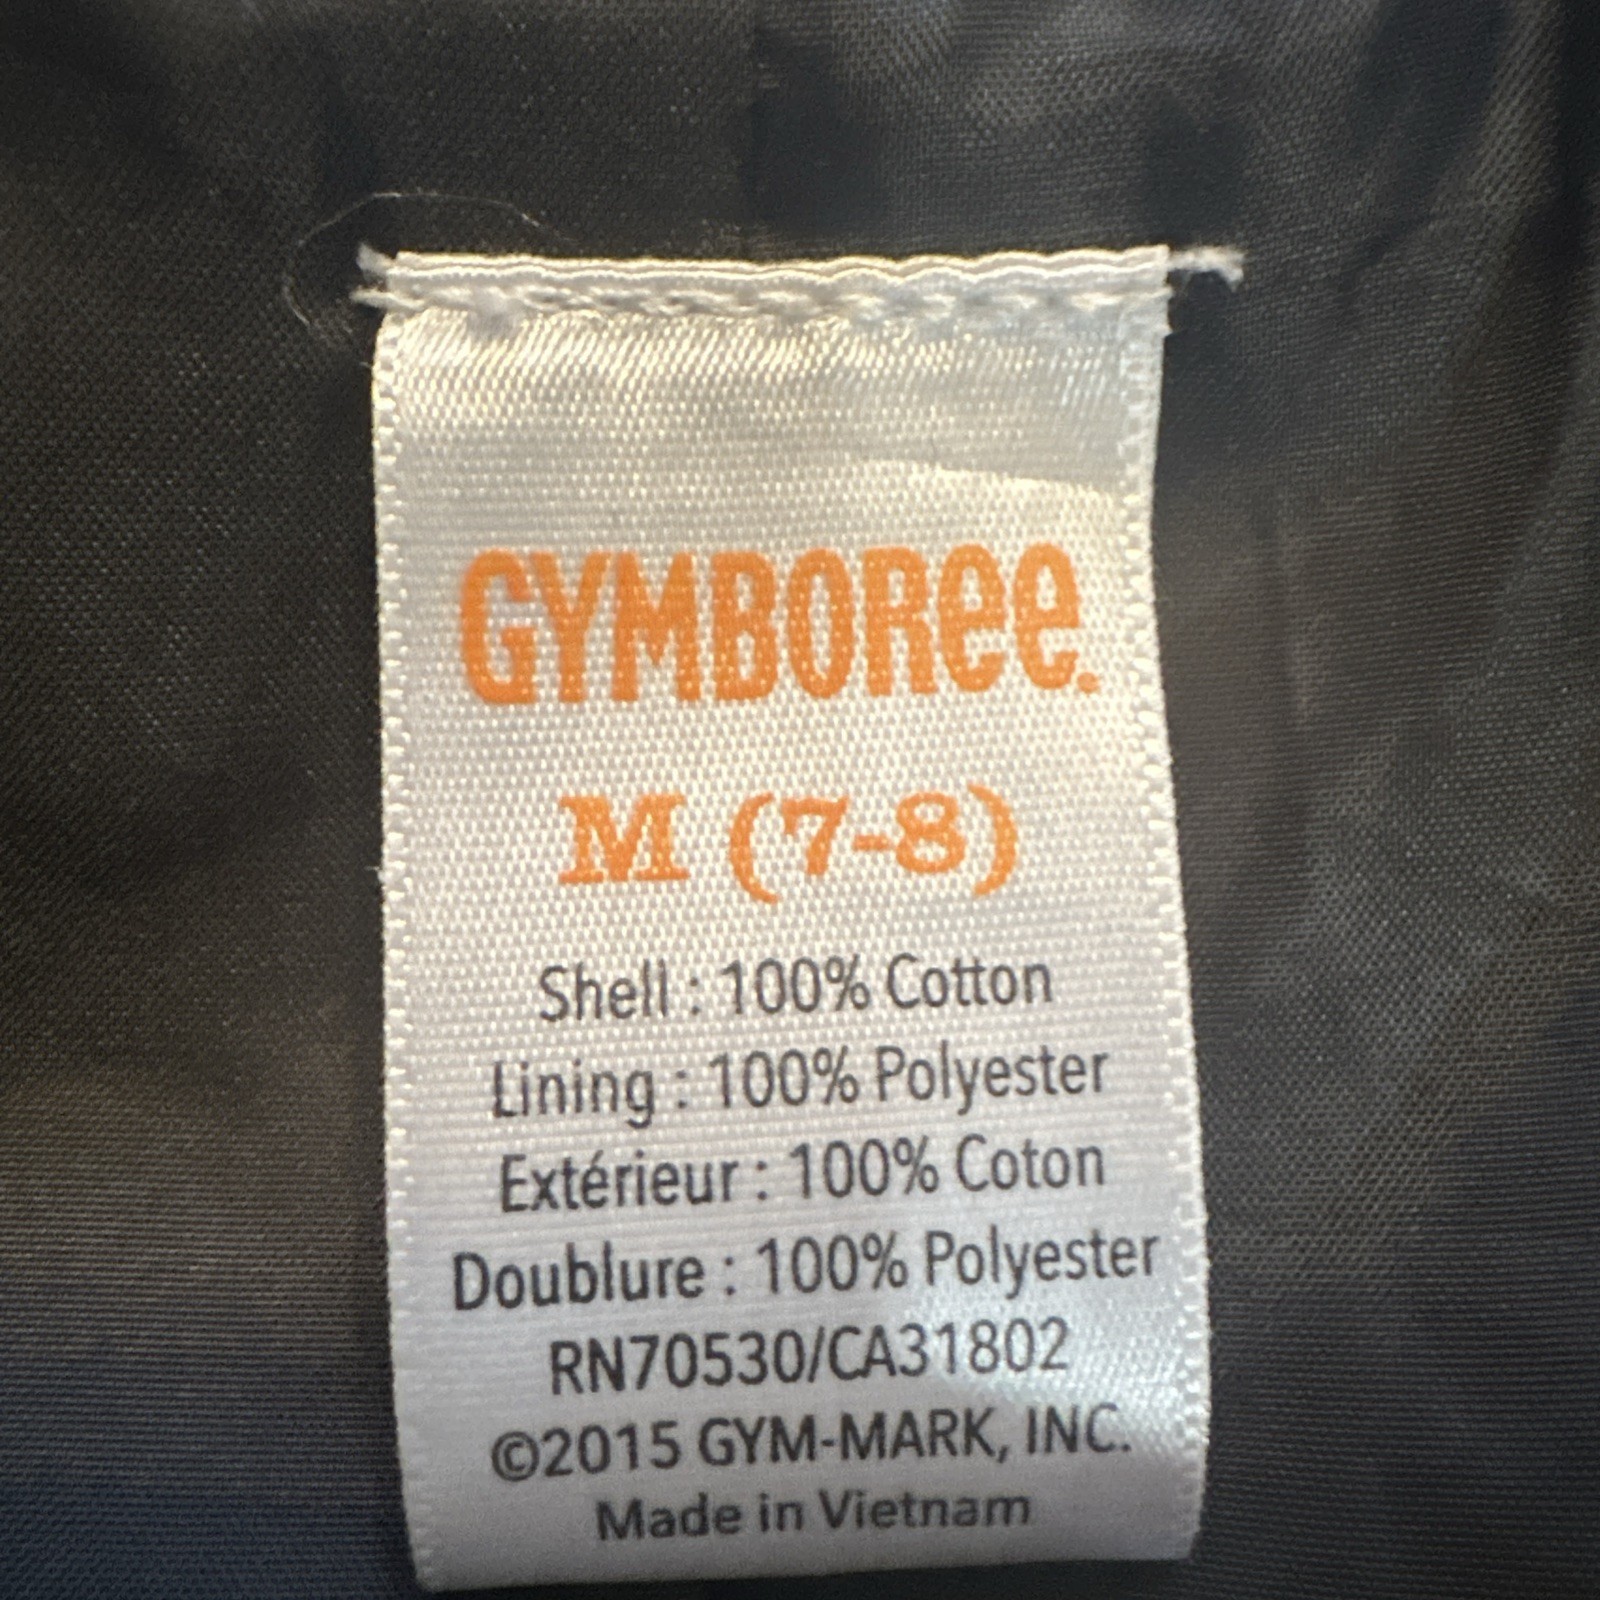 GYMBOREE.
M (7-8)
Shell : 100% Cotton
Lining : 100% Polyester
Extérieur : 100% Coton
Doublure : 100% Polyester
RN70530/CA31802
©2015 GYM-MARK, INC.
Made in Vietnam